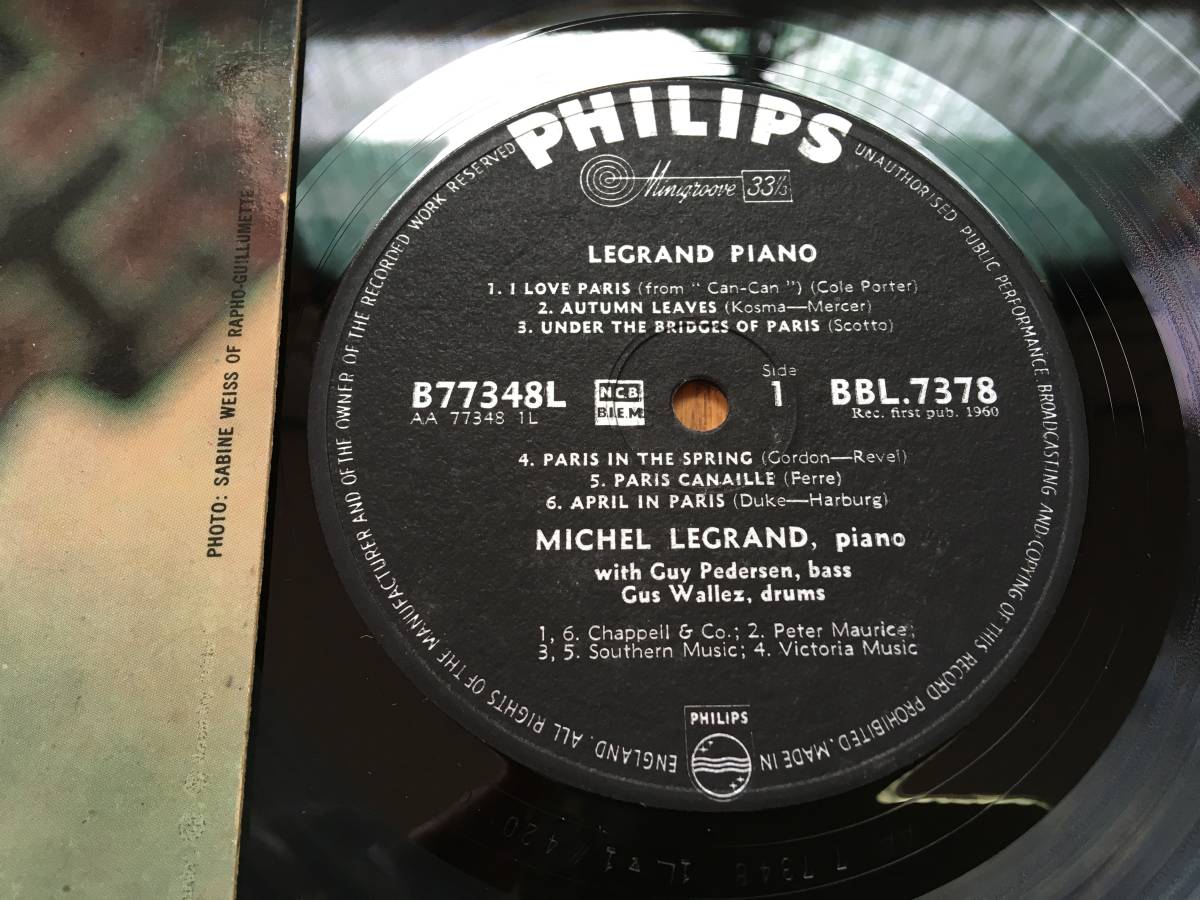 PHOTO: SABINE WEISS OF RAPHO-GUILLUMETTE
PHILIPS
Minigroove 33⅓
LEGRAND PIANO
1. I LOVE PARIS (from “ Can-Can ”) (Cole Porter)
2. AUTUMN LEAVES (Kosma—Mercer)
3. UNDER THE BRIDGES OF PARIS (Scotto)
B77348L
AA 77348 1L
N.C.B.
B.I.E.M
Side
1
BBL.7378
Rec. first pub. 1960
4. PARIS IN THE SPRING (Gordon—Revel)
5. PARIS CANAILLE (Ferre)
6. APRIL IN PARIS (Duke—Harburg)
MICHEL LEGRAND, piano
with Guy Pedersen, bass
Gus Wallez, drums
1, 6. Chappell & Co.; 2. Peter Maurice;
3, 5. Southern Music; 4. Victoria Music
PHILIPS
ALL RIGHTS OF THE MANUFACTURER AND OF THE OWNER OF THE RECORDED WORK RESERVED
UNAUTHORISED PUBLIC PERFORMANCE, BROADCASTING AND COPYING OF THIS RECORD PROHIBITED. MADE IN ENGLAND.